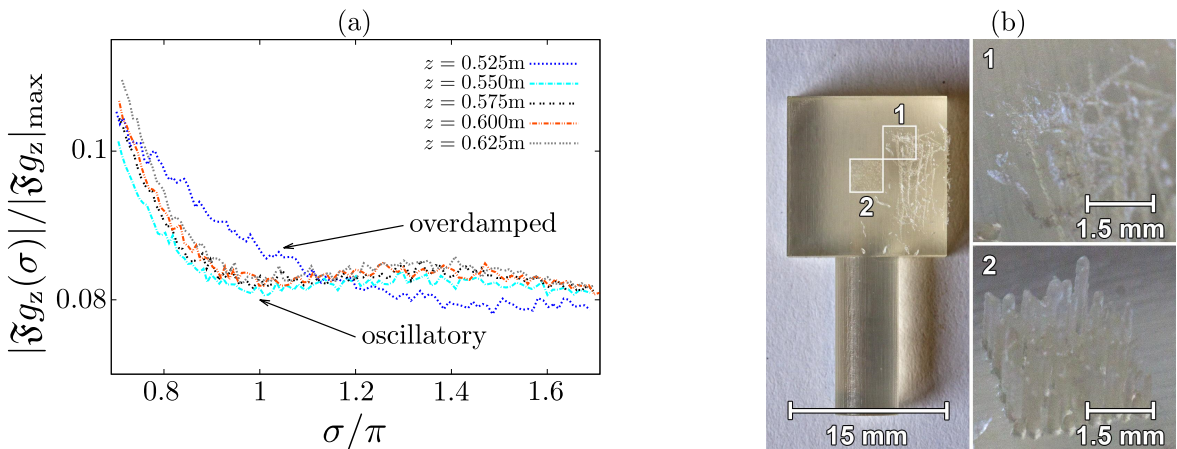 (a)
|𝔉g_z(σ)|/|𝔉g_z|_max
0.1
0.08
0.8
1
1.2
1.4
1.6
σ/π
z = 0.525m
z = 0.550m
z = 0.575m
z = 0.600m
z = 0.625m
overdamped
oscillatory
(b)
1
2
15 mm
1
1.5 mm
2
1.5 mm